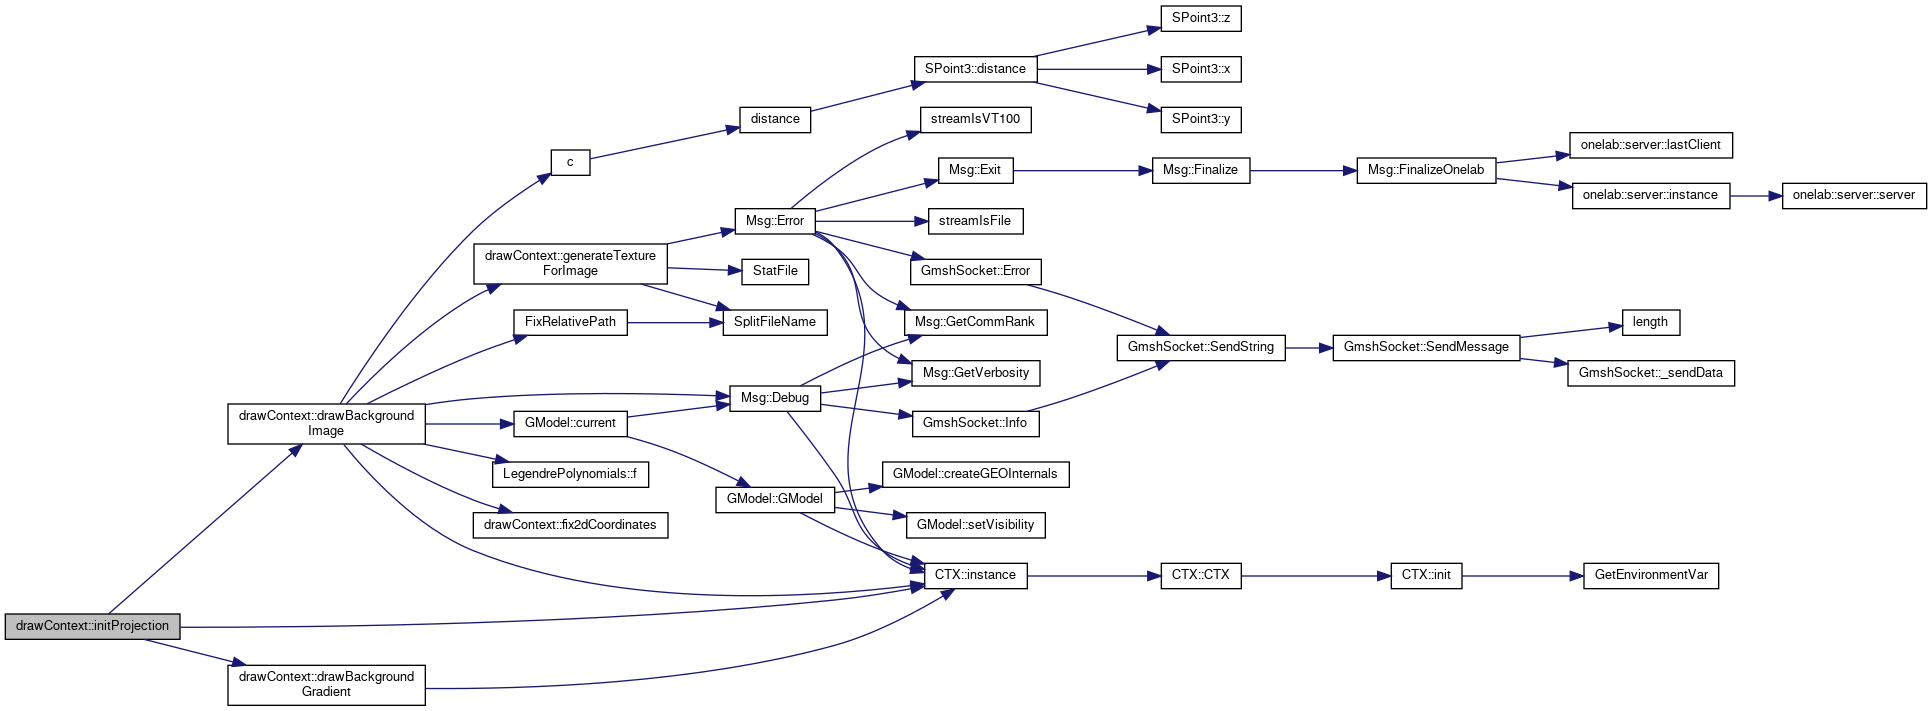 SPoint3::z
SPoint3::distance
SPoint3::x
distance
streamIsVT100
SPoint3::y
c
Msg::Exit
Msg::Finalize
Msg::FinalizeOnelab
onelab::server::lastClient
onelab::server::instance
onelab::server::server
Msg::Error
streamIsFile
drawContext::generateTexture
ForImage
StatFile
GmshSocket::Error
FixRelativePath
SplitFileName
Msg::GetCommRank
GmshSocket::SendString
GmshSocket::SendMessage
length
GmshSocket::_sendData
Msg::GetVerbosity
Msg::Debug
drawContext::drawBackground
Image
GModel::current
GmshSocket::Info
LegendrePolynomials::f
GModel::createGEOInternals
GModel::GModel
drawContext::fix2dCoordinates
GModel::setVisibility
CTX::instance
CTX::CTX
CTX::init
GetEnvironmentVar
drawContext::initProjection
drawContext::drawBackground
Gradient